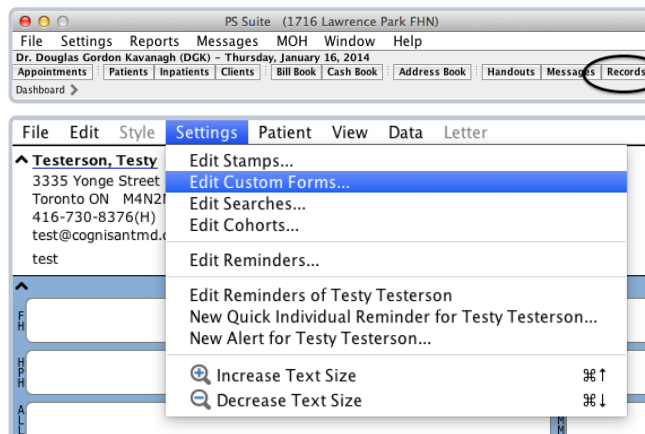 PS Suite (1716 Lawrence Park FHN)
File Settings Reports Messages MOH Window Help
Dr. Douglas Gordon Kavanagh (DGK) – Thursday, January 16, 2014
Appointments Patients Inpatients Clients Bill Book Cash Book Address Book Handouts Messages Records
Dashboard
File Edit Style Settings Patient View Data Letter
Testerson, Testy
3335 Yonge Street
Toronto ON M4N2
416-730-8376(H)
test@cognisantmd.c
test
Edit Stamps...
Edit Custom Forms...
Edit Searches...
Edit Cohorts...
Edit Reminders...
Edit Reminders of Testy Testerson
New Quick Individual Reminder for Testy Testerson...
New Alert for Testy Testerson...
Increase Text Size ⌘↑
Decrease Text Size ⌘↓
FH
HPH
ALL